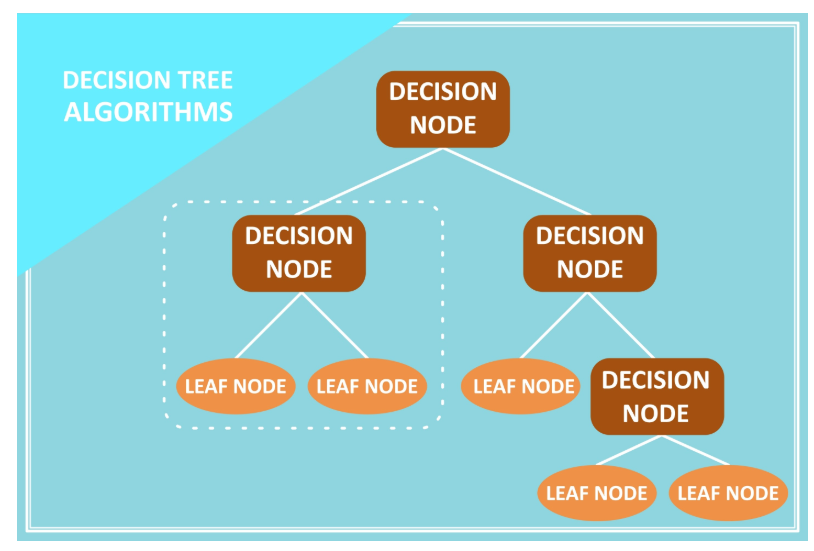 DECISION TREE
ALGORITHMS
DECISION
NODE
DECISION
NODE
DECISION
NODE
LEAF NODE
LEAF NODE
LEAF NODE
DECISION
NODE
LEAF NODE
LEAF NODE